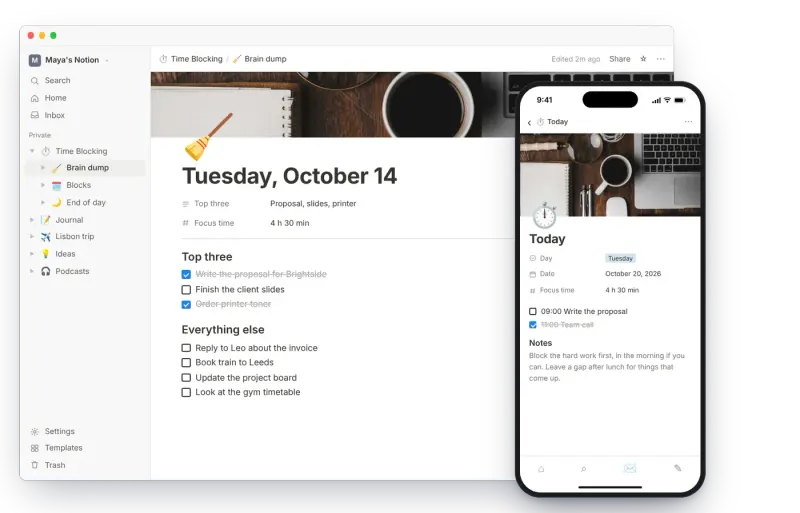 M Maya's Notion
Search
Home
Inbox
Private
Time Blocking
Brain dump
Blocks
End of day
Journal
Lisbon trip
Ideas
Podcasts
Settings
Templates
Trash
Time Blocking / Brain dump
Edited 2m ago Share
Tuesday, October 14
Top three Proposal, slides, printer
# Focus time 4 h 30 min
Top three
Write the proposal for Brightside
Finish the client slides
Order printer toner
Everything else
Reply to Leo about the invoice
Book train to Leeds
Update the project board
Look at the gym timetable
9:41
Today
Today
Day Tuesday
Date October 20, 2026
# Focus time 4 h 30 min
09:00 Write the proposal
11:00 Team call
Notes
Block the hard work first, in the morning if you
can. Leave a gap after lunch for things that
come up.